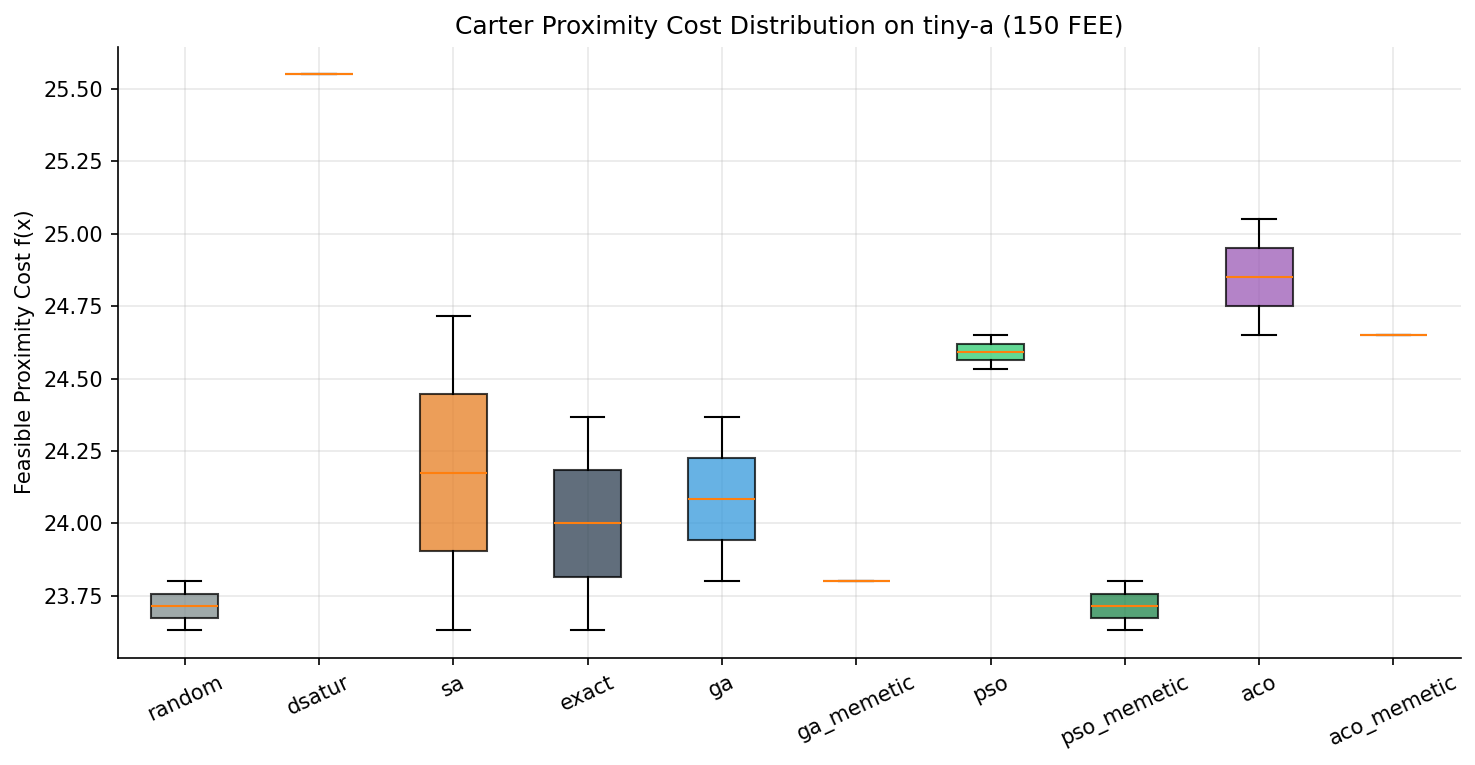 Carter Proximity Cost Distribution on tiny-a (150 FEE)
Feasible Proximity Cost f(x)
25.50
25.25
25.00
24.75
24.50
24.25
24.00
23.75
random
dsatur
sa
exact
ga
ga_memetic
pso
pso_memetic
aco
aco_memetic